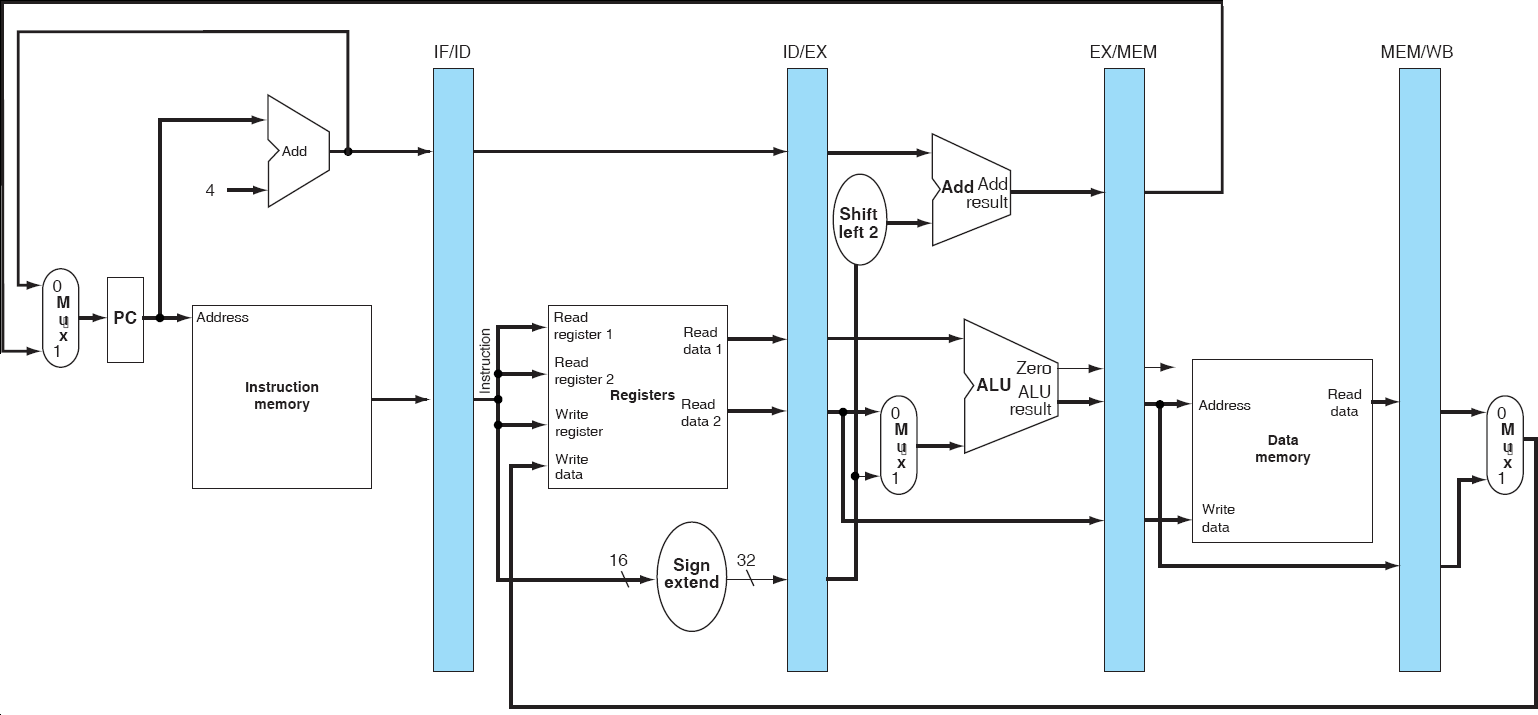 IF/ID
ID/EX
EX/MEM
MEM/WB
Add
4
Add Add
result
Shift
left 2
0
M
u
x
1
PC
Address
Instruction
memory
Instruction
Read
register 1
Read
register 2
Write
register
Write
data
Registers
Read
data 1
Read
data 2
16
Sign
extend
32
0
M
u
x
1
Zero
ALU
ALU
result
Address
Read
data
Data
memory
Write
data
0
M
u
x
1